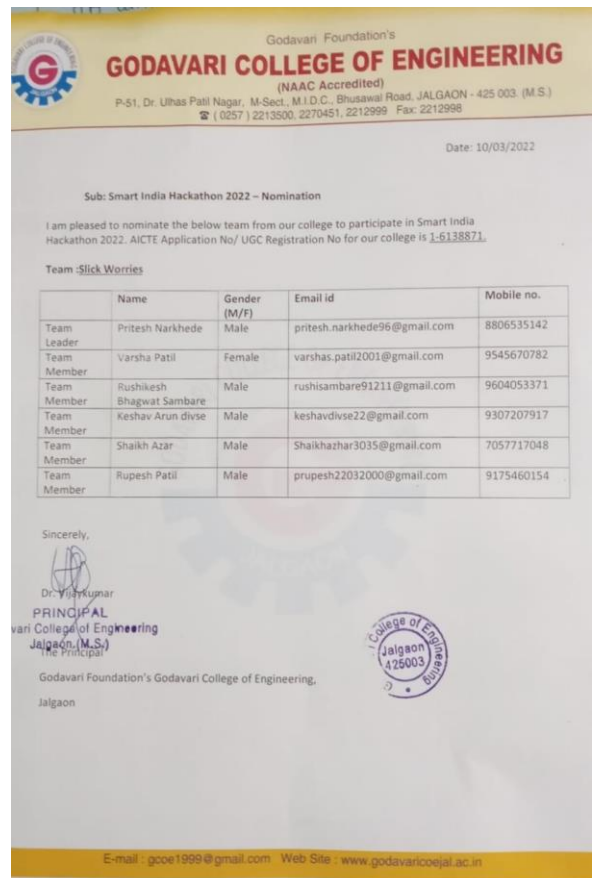 Godavari Foundation's
GODAVARI COLLEGE OF ENGINEERING
(NAAC Accredited)
P-51, Dr. Ulhas Patil Nagar, M-Sect., M.I.D.C., Bhusawal Road, JALGAON - 425 003. (M.S.)
☎ ( 0257 ) 2213500, 2270451, 2212999 Fax: 2212998
Date: 10/03/2022
Sub: Smart India Hackathon 2022 – Nomination
I am pleased to nominate the below team from our college to participate in Smart India
Hackathon 2022. AICTE Application No/ UGC Registration No for our college is 1-6138871.
Team :Slick Worries
Name Gender (M/F) Email id Mobile no.
Team Leader Pritesh Narkhede Male pritesh.narkhede96@gmail.com 8806535142
Team Member Varsha Patil Female varshas.patil2001@gmail.com 9545670782
Team Member Rushikesh Bhagwat Sambare Male rushisambare91211@gmail.com 9604053371
Team Member Keshav Arun divse Male keshavdivse22@gmail.com 9307207917
Team Member Shaikh Azar Male Shaikhazhar3035@gmail.com 7057717048
Team Member Rupesh Patil Male prupesh22032000@gmail.com 9175460154
Sincerely,
Dr. Vijaykumar
PRINCIPAL
vari College of Engineering
Jalgaon.(M.S.)
The Principal
Godavari Foundation's Godavari College of Engineering,
Jalgaon
College of Engineering
Jalgaon
425003
E-mail : gcoe1999@gmail.com Web Site : www.godavaricoejal.ac.in